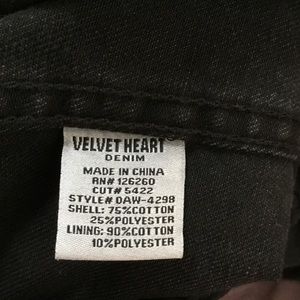 VELVET HEART
DENIM
MADE IN CHINA
RN# 126260
CUT# 5422
STYLE# DAW-4298
SHELL: 75%COTTON
25%POLYESTER
LINING: 90%COTTON
10%POLYESTER